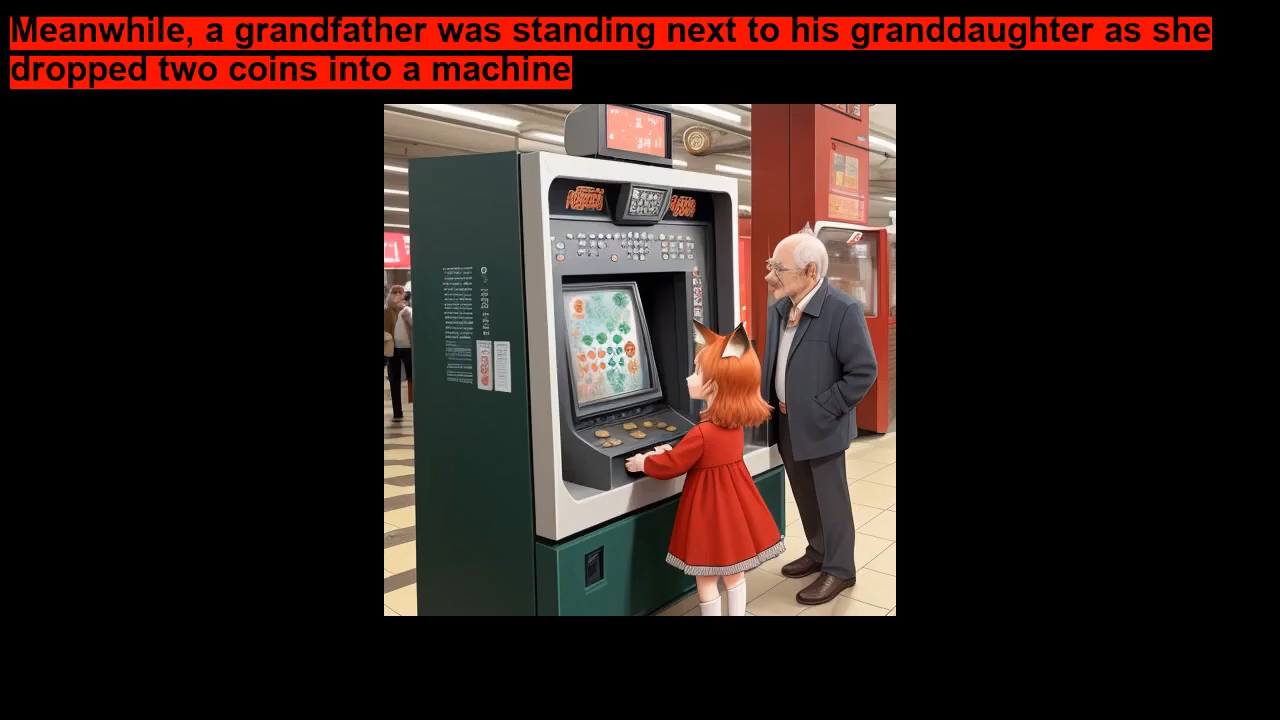 Meanwhile, a grandfather was standing next to his granddaughter as she
dropped two coins into a machine